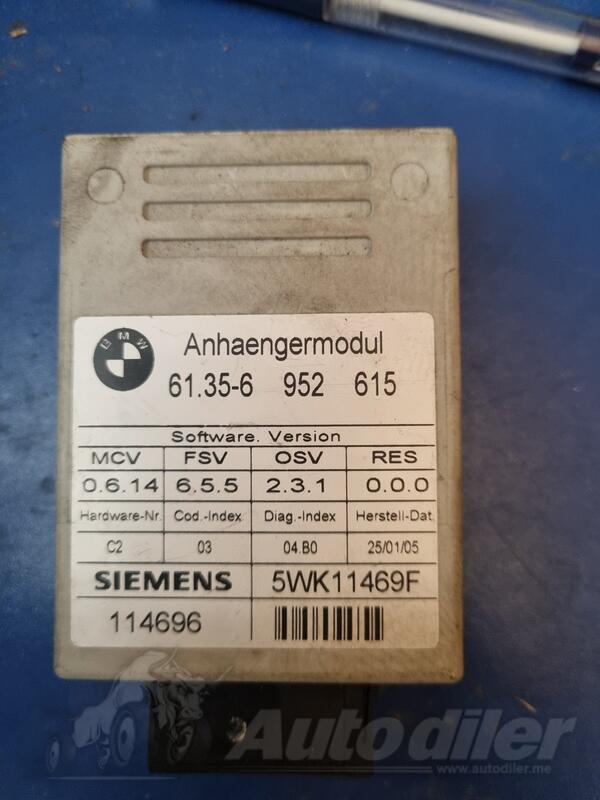 BMW
Anhaengermodul
61.35-6 952 615
Software. Version
MCV FSV OSV RES
0.6.14 6.5.5 2.3.1 0.0.0
Hardware-Nr. Cod.-Index Diag.-Index Herstell-Dat.
C2 03 04.B0 25/01/05
SIEMENS 5WK11469F
114696
Autodiler
www.autodiler.me